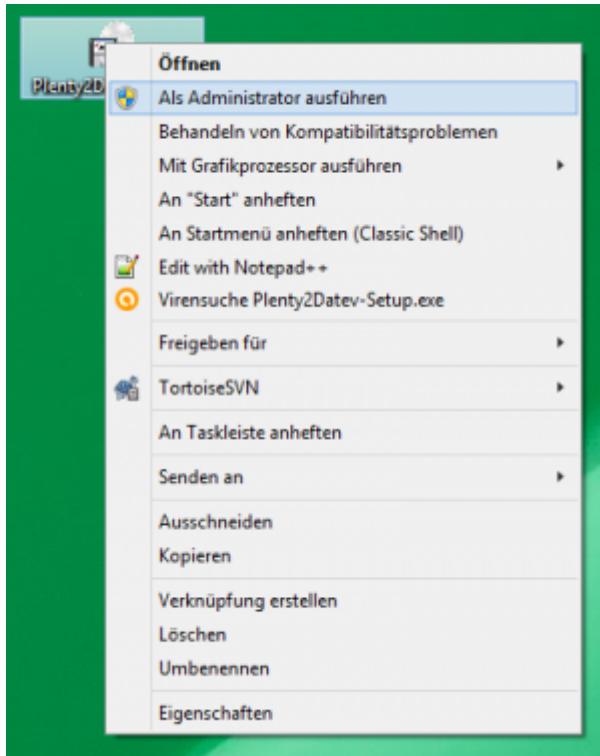 Plenty2D
Öffnen
Als Administrator ausführen
Behandeln von Kompatibilitätsproblemen
Mit Grafikprozessor ausführen
An "Start" anheften
An Startmenü anheften (Classic Shell)
Edit with Notepad++
Virensuche Plenty2Datev-Setup.exe
Freigeben für
TortoiseSVN
An Taskleiste anheften
Senden an
Ausschneiden
Kopieren
Verknüpfung erstellen
Löschen
Umbenennen
Eigenschaften